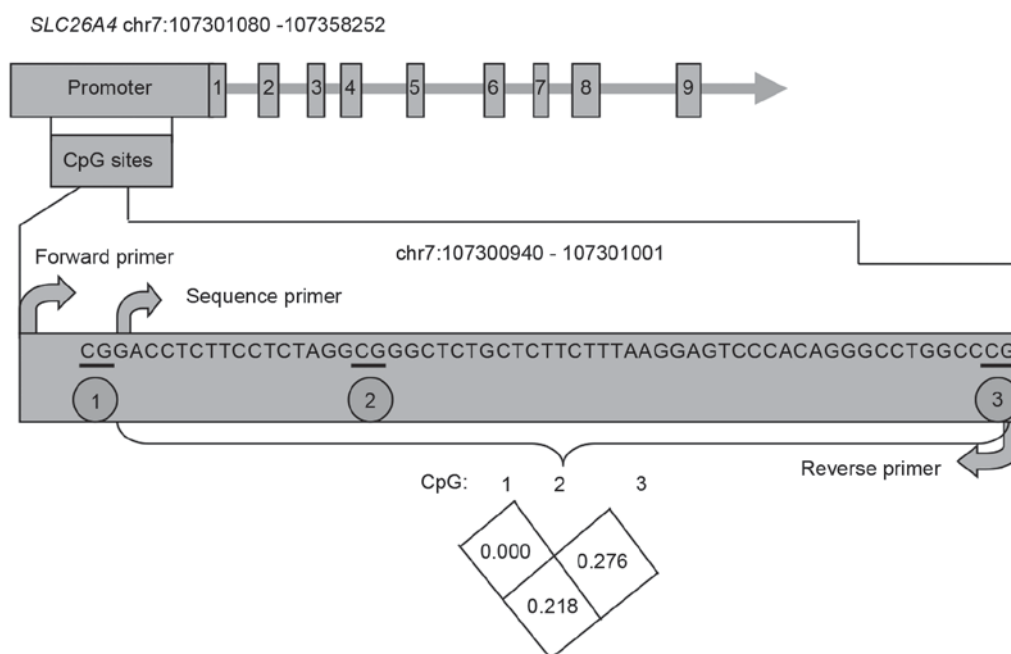 SLC26A4 chr7:107301080 -107358252
Promoter 1 2 3 4 5 6 7 8 9
CpG sites
chr7:107300940 - 107301001
Forward primer
Sequence primer
CGGACCTCTTCCTCTAGGCGGGCTCTGCTCTTCTTTAAGGAGTCCCACAGGGCCTGGCCCG
1 2 3
Reverse primer
CpG: 1 2 3
0.000 0.276
0.218